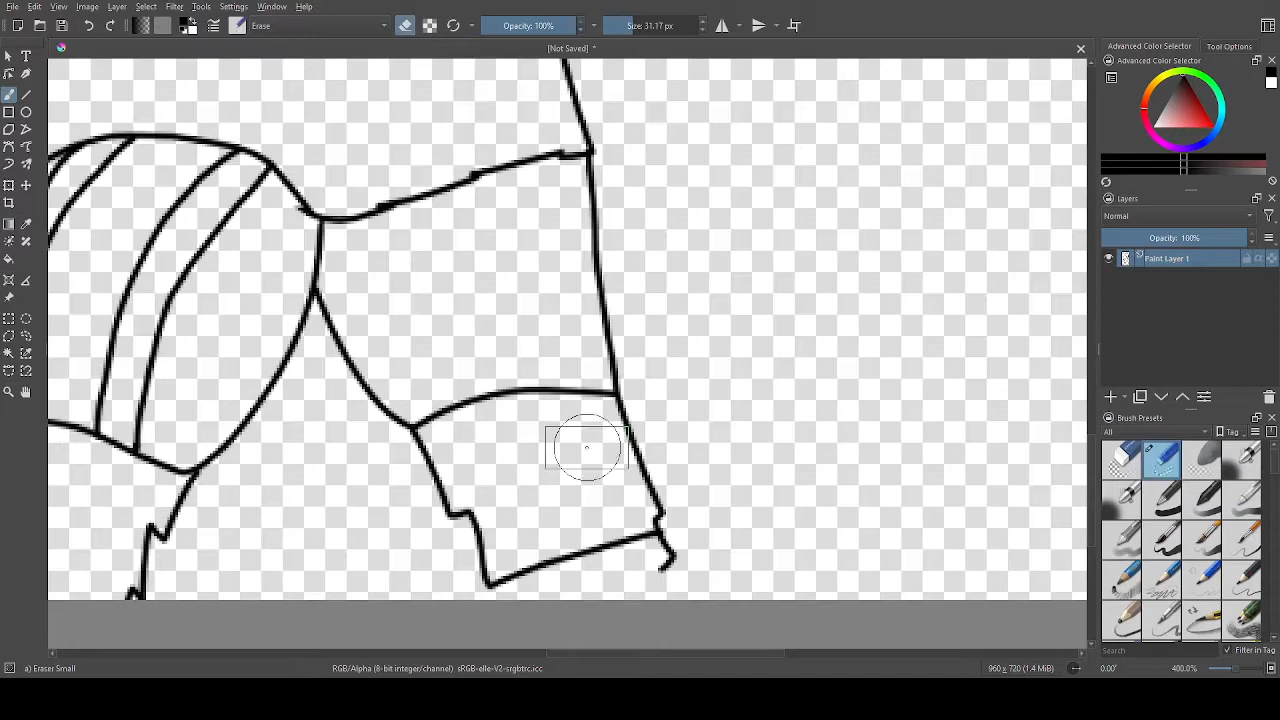 File Edit View Image Layer Select Filter Tools Settings Window Help
Erase Opacity: 100% Size: 31.17 px
[Not Saved] *
Advanced Color Selector Tool Options
Advanced Color Selector
Layers
Normal
Opacity: 100%
Paint Layer 1
Brush Presets
All Tag
Search Filter in Tag
a) Eraser Small RGB/Alpha (8-bit integer/channel) sRGB-elle-V2-srgbtrc.icc 960 x 720 (1.4 MiB) 0.00° 400.0%